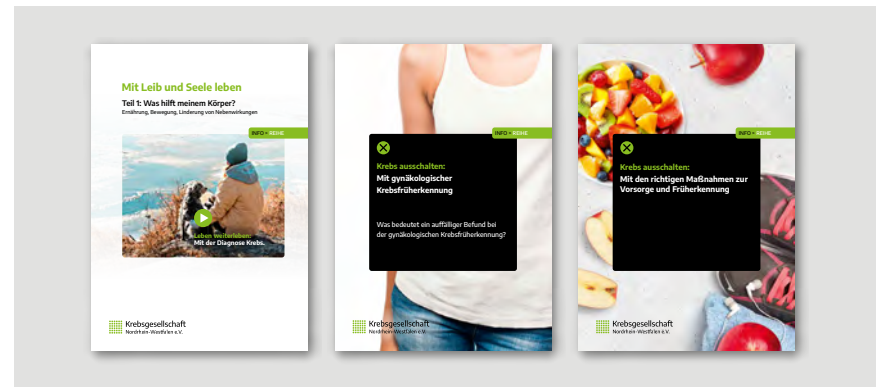 Mit Leib und Seele leben
Teil 1: Was hilft meinem Körper?
Ernährung, Bewegung, Linderung von Nebenwirkungen
INFO • REIHE
Leben weiterleben:
Mit der Diagnose Krebs.
Krebsgesellschaft
Nordrhein-Westfalen e.V.
INFO • REIHE
Krebs ausschalten:
Mit gynäkologischer
Krebsfrüherkennung
Was bedeutet ein auffälliger Befund bei
der gynäkologischen Krebsfrüherkennung?
Krebsgesellschaft
Nordrhein-Westfalen e.V.
INFO • REIHE
Krebs ausschalten:
Mit den richtigen Maßnahmen zur
Vorsorge und Früherkennung
Krebsgesellschaft
Nordrhein-Westfalen e.V.